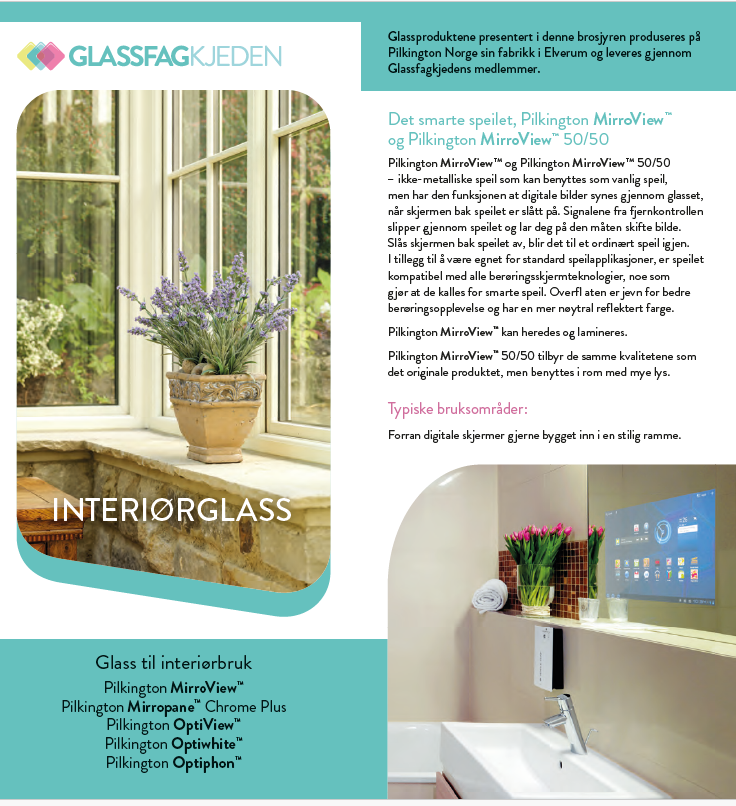 GLASSFAGKJEDEN
INTERIØRGLASS
Glass til interiørbruk
Pilkington MirroView™
Pilkington Mirropane™ Chrome Plus
Pilkington OptiView™
Pilkington Optiwhite™
Pilkington Optiphon™
Glassproduktene presentert i denne brosjyren produseres på
Pilkington Norge sin fabrikk i Elverum og leveres gjennom
Glassfagkjedens medlemmer.
Det smarte speilet, Pilkington MirroView™
og Pilkington MirroView™ 50/50
Pilkington MirroView™ og Pilkington MirroView™ 50/50
– ikke-metalliske speil som kan benyttes som vanlig speil,
men har den funksjonen at digitale bilder synes gjennom glasset,
når skjermen bak speilet er slått på. Signalene fra fjernkontrollen
slipper gjennom speilet og lar deg på den måten skifte bilde.
Slås skjermen bak speilet av, blir det til et ordinært speil igjen.
I tillegg til å være egnet for standard speilapplikasjoner, er speilet
kompatibel med alle berøringsskjermteknologier, noe som
gjør at de kalles for smarte speil. Overfl aten er jevn for bedre
berøringsopplevelse og har en mer nøytral reflektert farge.
Pilkington MirroView™ kan heredes og lamineres.
Pilkington MirroView™ 50/50 tilbyr de samme kvalitetene som
det originale produktet, men benyttes i rom med mye lys.
Typiske bruksområder:
Forran digitale skjermer gjerne bygget inn i en stilig ramme.